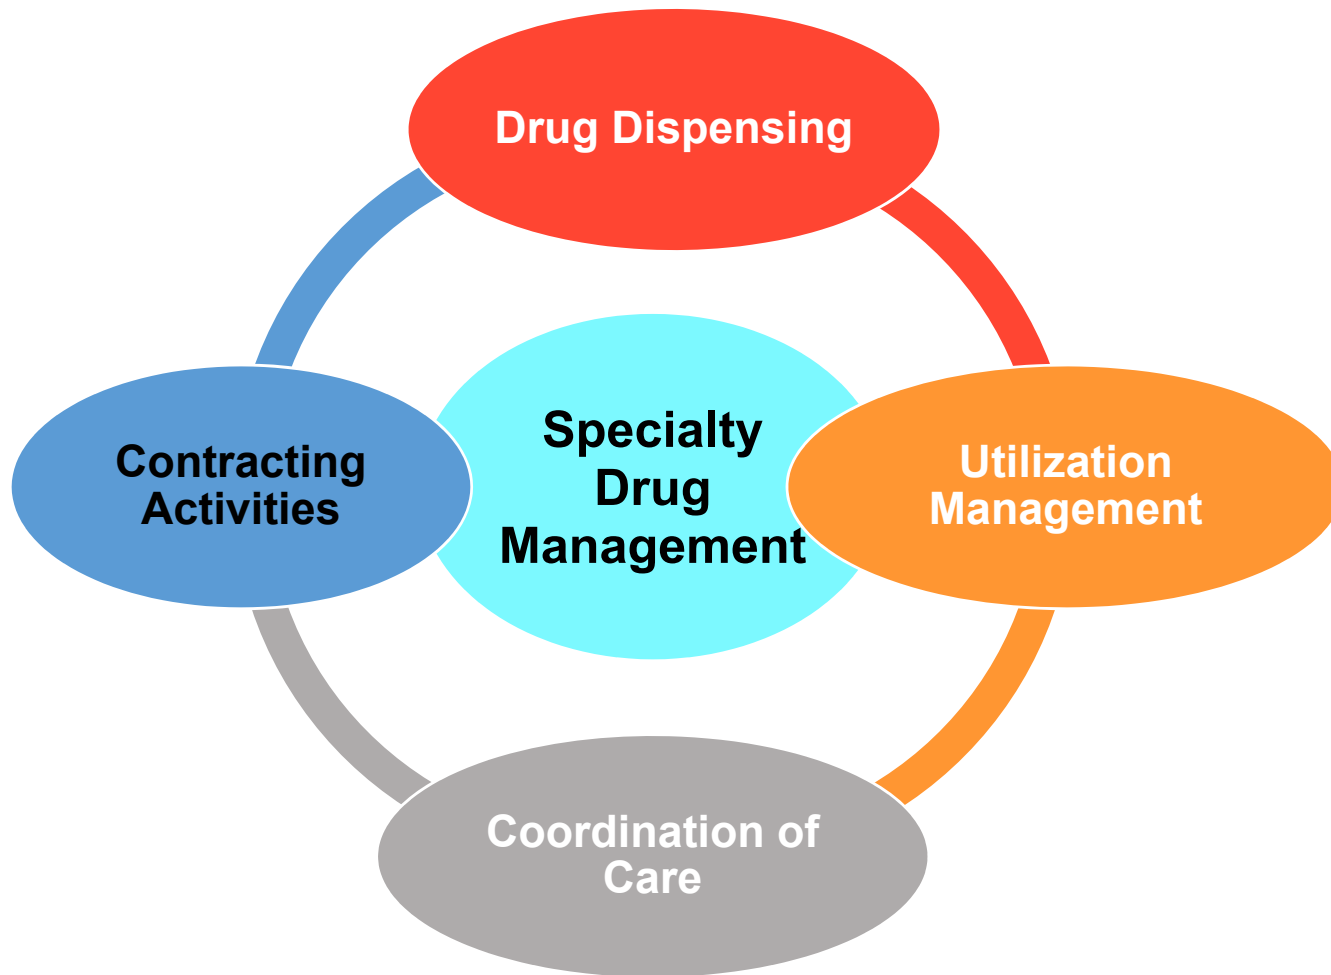 Drug Dispensing
Contracting
Activities
Specialty
Drug
Management
Utilization
Management
Coordination of
Care